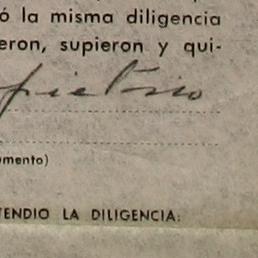 ó la misma diligencia
eron, supieron y qui-
umento)
TENDIO LA DILIGENCIA: